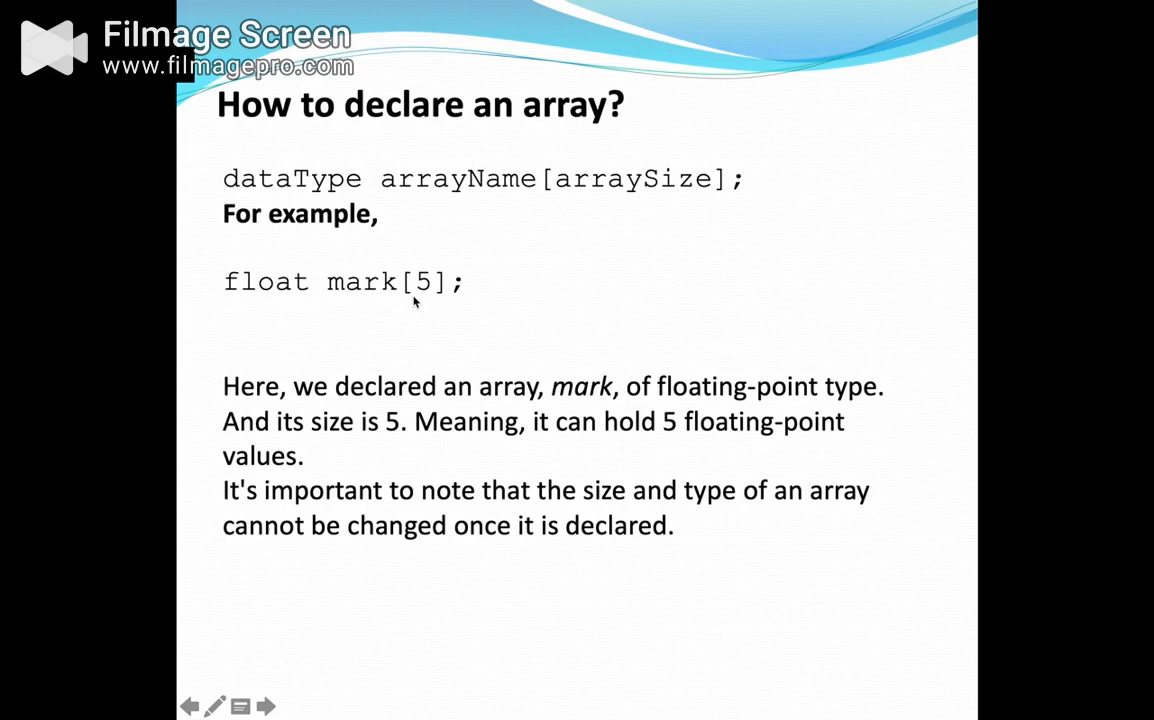 Filmage Screen
www.filmagepro.com
How to declare an array?
dataType arrayName[arraySize];
For example,
float mark[5];
Here, we declared an array, mark, of floating-point type.
And its size is 5. Meaning, it can hold 5 floating-point
values.
It's important to note that the size and type of an array
cannot be changed once it is declared.